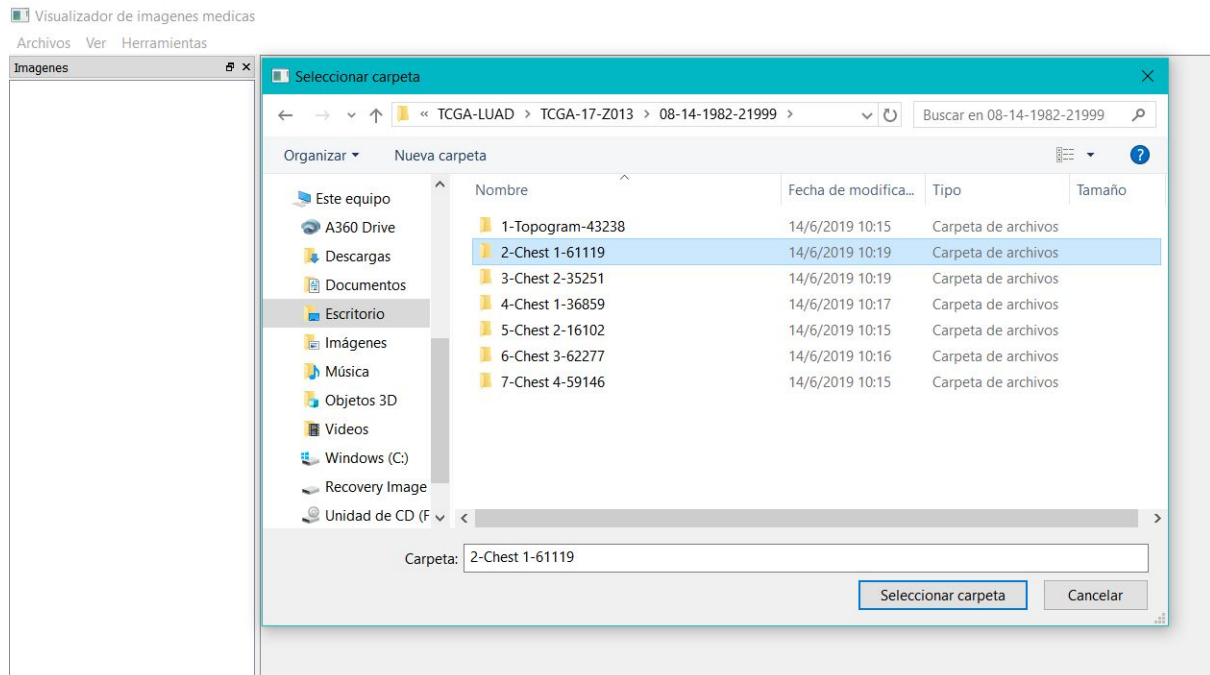 Visualizador de imagenes medicas
Archivos Ver Herramientas
Imagenes
Seleccionar carpeta
« TCGA-LUAD > TCGA-17-Z013 > 08-14-1982-21999 >
Buscar en 08-14-1982-21999
Organizar Nueva carpeta
?
Nombre Fecha de modifica... Tipo Tamaño
Este equipo
A360 Drive
Descargas
Documentos
Escritorio
Imágenes
Música
Objetos 3D
Videos
Windows (C:)
Recovery Image
Unidad de CD (F
1-Topogram-43238 14/6/2019 10:15 Carpeta de archivos
2-Chest 1-61119 14/6/2019 10:19 Carpeta de archivos
3-Chest 2-35251 14/6/2019 10:19 Carpeta de archivos
4-Chest 1-36859 14/6/2019 10:17 Carpeta de archivos
5-Chest 2-16102 14/6/2019 10:15 Carpeta de archivos
6-Chest 3-62277 14/6/2019 10:16 Carpeta de archivos
7-Chest 4-59146 14/6/2019 10:15 Carpeta de archivos
Carpeta: 2-Chest 1-61119
Seleccionar carpeta Cancelar